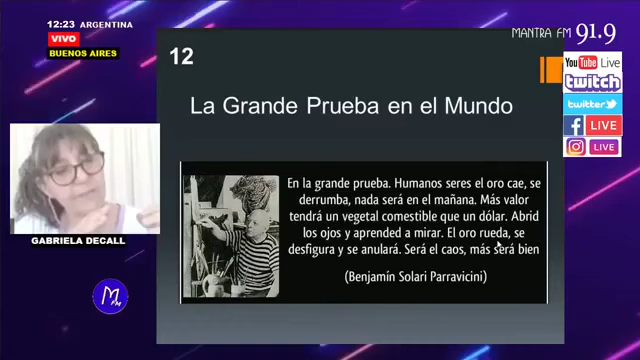 12:23 ARGENTINA
VIVO
BUENOS AIRES
MANTRA FM 91.9
YouTube Live
twitch
twitter
LIVE
LIVE
12
La Grande Prueba en el Mundo
En la grande prueba. Humanos seres el oro cae, se
derrumba, nada será en el mañana. Más valor
tendrá un vegetal comestible que un dólar. Abrid
los ojos y aprended a mirar. El oro rueda, se
desfigura y se anulará. Será el caos, más será bien
(Benjamín Solari Parravicini)
GABRIELA DECALL
M FM